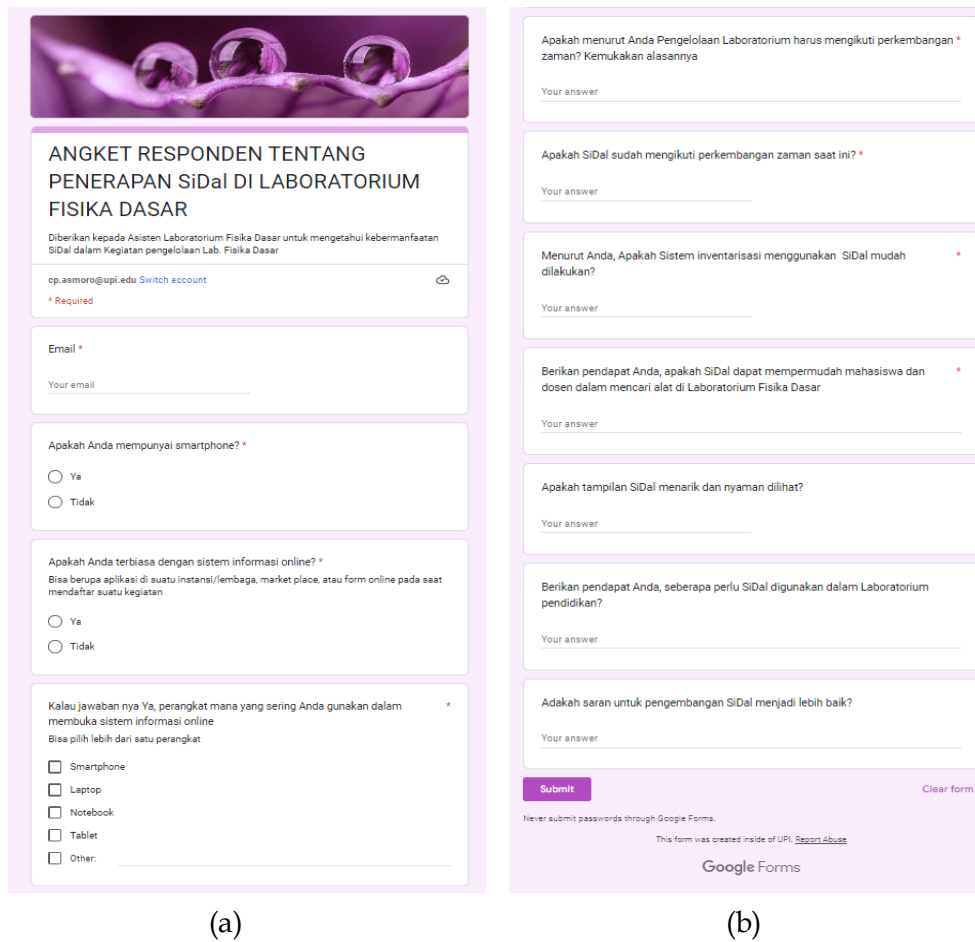 ANGKET RESPONDEN TENTANG
PENERAPAN SiDal DI LABORATORIUM
FISIKA DASAR
Diberikan kepada Asisten Laboratorium Fisika Dasar untuk mengetahui kebermanfaatan
SiDal dalam Kegiatan pengelolaan Lab. Fisika Dasar
cp.asmoro@upi.edu Switch account
* Required
Email *
Your email
Apakah Anda mempunyai smartphone? *
Ya
Tidak
Apakah Anda terbiasa dengan sistem informasi online? *
Bisa berupa aplikasi di suatu instansi/lembaga, market place, atau form online pada saat
mendaftar suatu kegiatan
Ya
Tidak
Kalau jawaban nya Ya, perangkat mana yang sering Anda gunakan dalam *
membuka sistem informasi online
Bisa pilih lebih dari satu perangkat
Smartphone
Laptop
Notebook
Tablet
Other:
(a)
Apakah menurut Anda Pengelolaan Laboratorium harus mengikuti perkembangan *
zaman? Kemukakan alasannya
Your answer
Apakah SiDal sudah mengikuti perkembangan zaman saat ini? *
Your answer
Menurut Anda, Apakah Sistem inventarisasi menggunakan SiDal mudah *
dilakukan?
Your answer
Berikan pendapat Anda, apakah SiDal dapat mempermudah mahasiswa dan *
dosen dalam mencari alat di Laboratorium Fisika Dasar
Your answer
Apakah tampilan SiDal menarik dan nyaman dilihat?
Your answer
Berikan pendapat Anda, seberapa perlu SiDal digunakan dalam Laboratorium
pendidikan?
Your answer
Adakah saran untuk pengembangan SiDal menjadi lebih baik?
Your answer
Submit
Clear form
Never submit passwords through Google Forms.
This form was created inside of UPI. Report Abuse
Google Forms
(b)